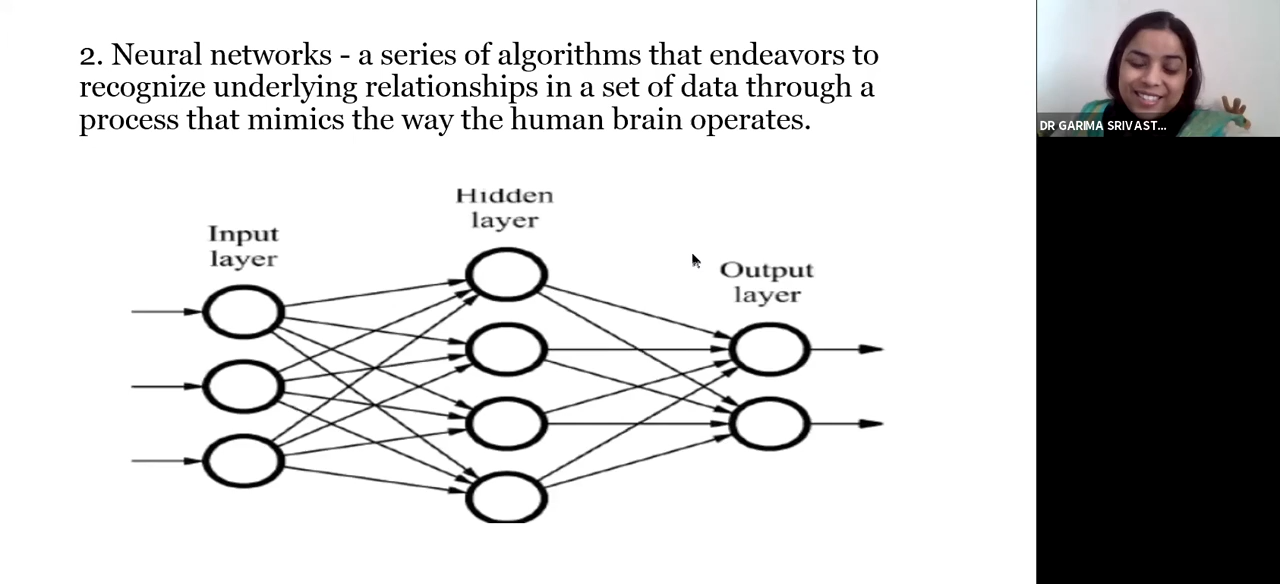 2. Neural networks - a series of algorithms that endeavors to
recognize underlying relationships in a set of data through a
process that mimics the way the human brain operates.
DR GARIMA SRIVAST...
Hidden
layer
Input
layer
Output
layer